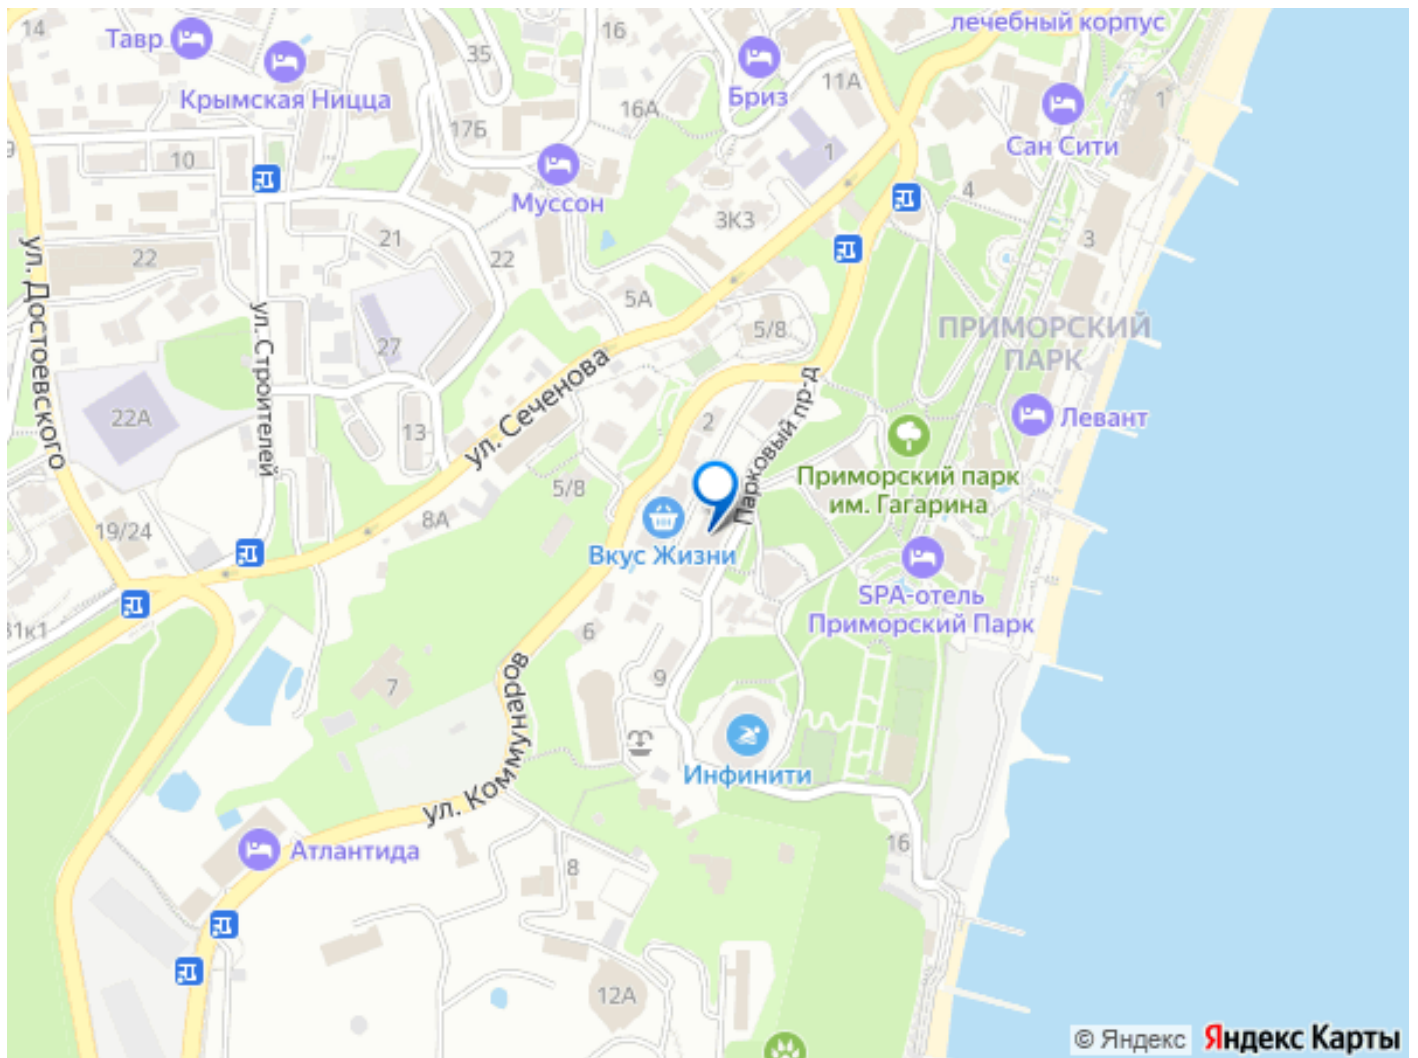 14
Тавр
16
35
лечебный корпус
Крымская Ницца
Бриз
11А
16А
1
17Б
Сан Сити
10
Муссон
1
4
3К3
21
22
22
3
ул. Достоевского
5А
5/8
ПРИМОРСКИЙ
ПАРК
ул. Строителей
27
ул. Сеченова
Парковый пр-д
22А
13
2
Левант
Приморский парк
им. Гагарина
5/8
8А
19/24
Вкус Жизни
SPA-отель
Приморский Парк
31к1
6
9
7
ул. Коммунаров
Инфинити
Атлантида
8
16
12А
© Яндекс
Яндекс Карты